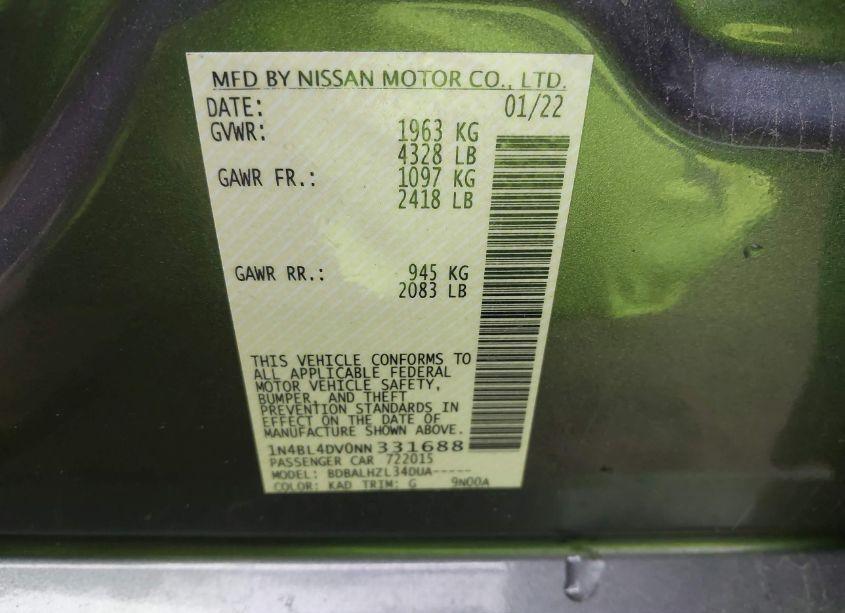 MFD BY NISSAN MOTOR CO., LTD.
DATE: 01/22
GVWR: 1963 KG
4328 LB
GAWR FR.: 1097 KG
2418 LB
GAWR RR.: 945 KG
2083 LB
THIS VEHICLE CONFORMS TO
ALL APPLICABLE FEDERAL
MOTOR VEHICLE SAFETY,
BUMPER, AND THEFT
PREVENTION STANDARDS IN
EFFECT ON THE DATE OF
MANUFACTURE SHOWN ABOVE.
1N4BL4DV0NN331688
PASSENGER CAR 722015
MODEL: BDBALHZL34DUA-----
COLOR: KAD TRIM: G 9N00A